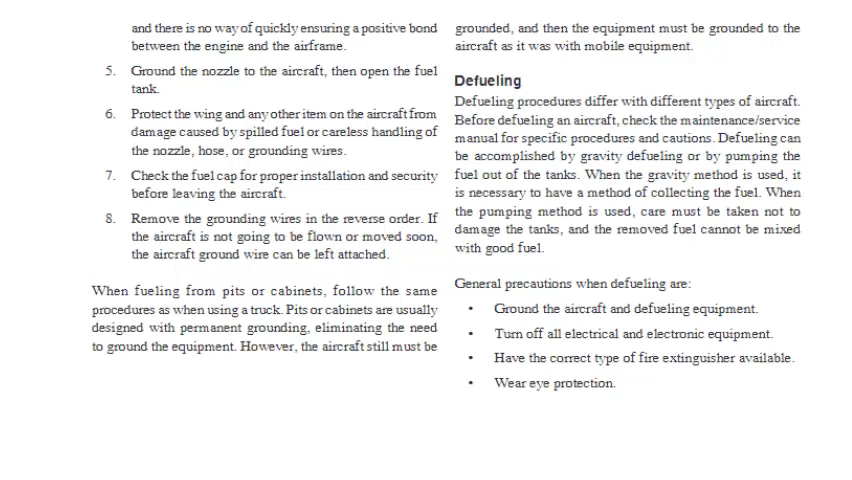 and there is no way of quickly ensuring a positive bond
between the engine and the airframe.
5. Ground the nozzle to the aircraft, then open the fuel
tank.
6. Protect the wing and any other item on the aircraft from
damage caused by spilled fuel or careless handling of
the nozzle, hose, or grounding wires.
7. Check the fuel cap for proper installation and security
before leaving the aircraft.
8. Remove the grounding wires in the reverse order. If
the aircraft is not going to be flown or moved soon,
the aircraft ground wire can be left attached.
When fueling from pits or cabinets, follow the same
procedures as when using a truck. Pits or cabinets are usually
designed with permanent grounding, eliminating the need
to ground the equipment. However, the aircraft still must be
grounded, and then the equipment must be grounded to the
aircraft as it was with mobile equipment.
Defueling
Defueling procedures differ with different types of aircraft.
Before defueling an aircraft, check the maintenance/service
manual for specific procedures and cautions. Defueling can
be accomplished by gravity defueling or by pumping the
fuel out of the tanks. When the gravity method is used, it
is necessary to have a method of collecting the fuel. When
the pumping method is used, care must be taken not to
damage the tanks, and the removed fuel cannot be mixed
with good fuel.
General precautions when defueling are:
• Ground the aircraft and defueling equipment.
• Turn off all electrical and electronic equipment.
• Have the correct type of fire extinguisher available.
• Wear eye protection.